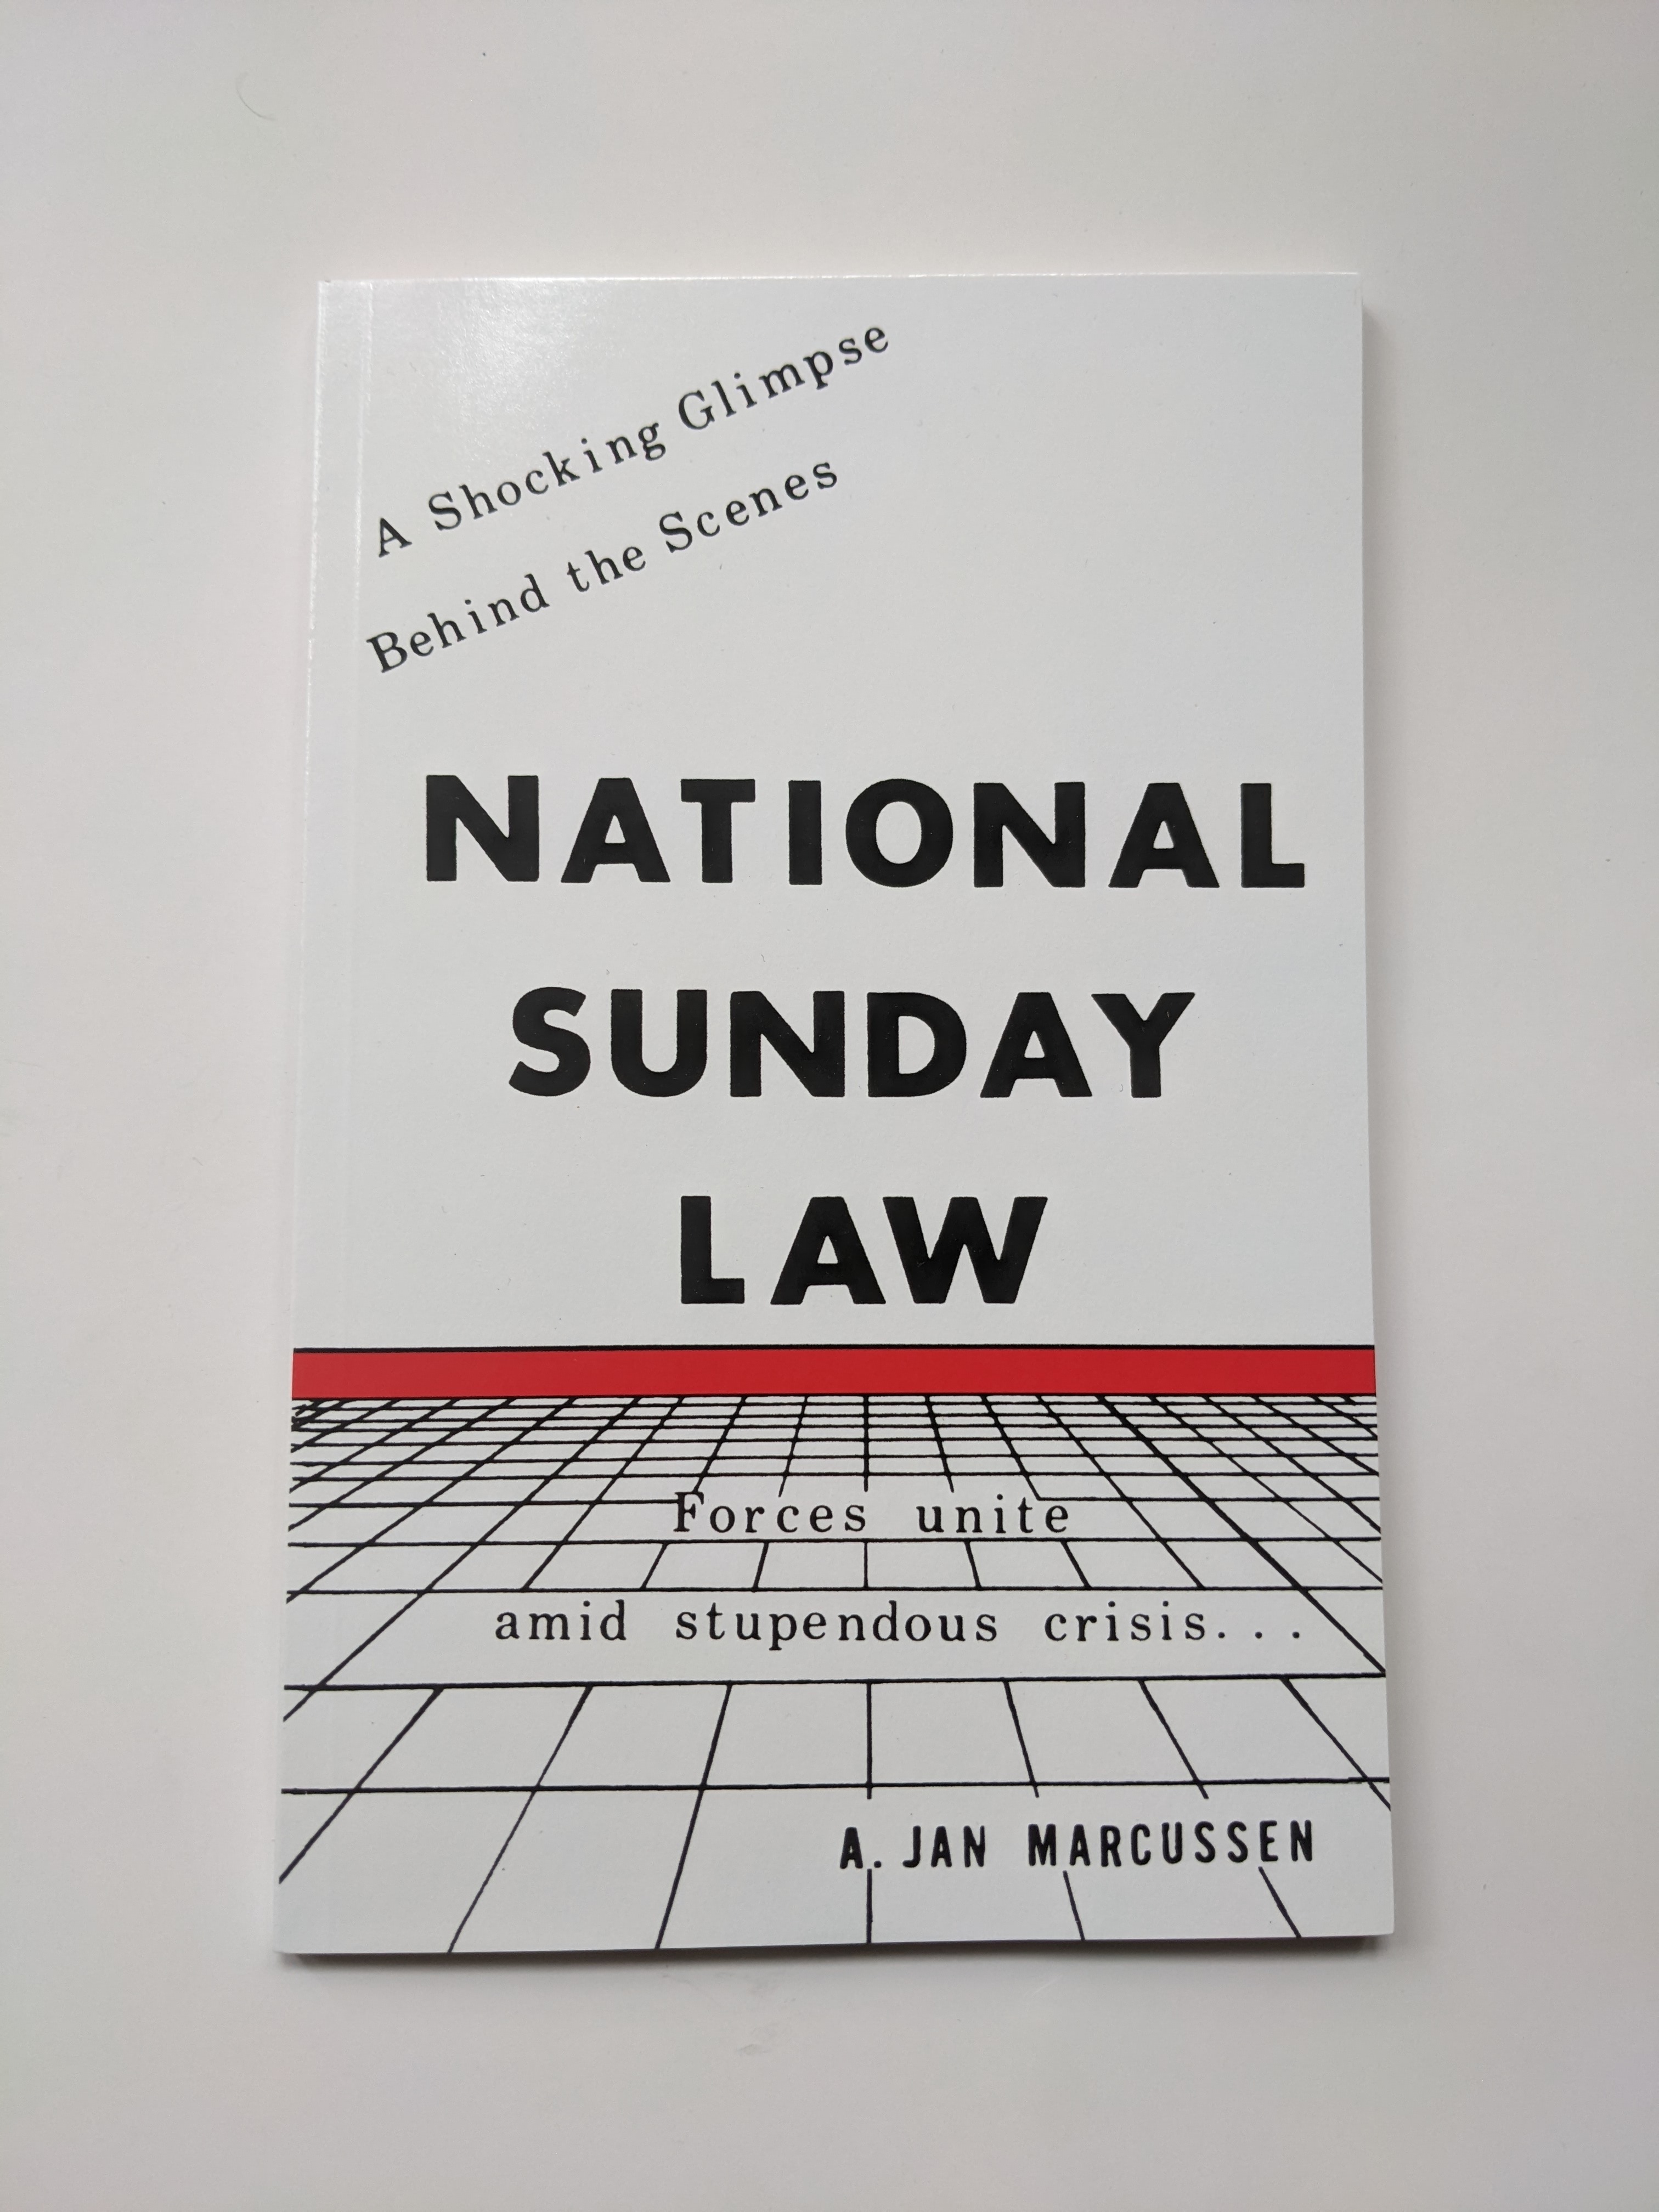 A Shocking Glimpse
Behind the Scenes
NATIONAL
SUNDAY
LAW
Forces unite
amid stupendous crisis...
A. JAN MARCUSSEN